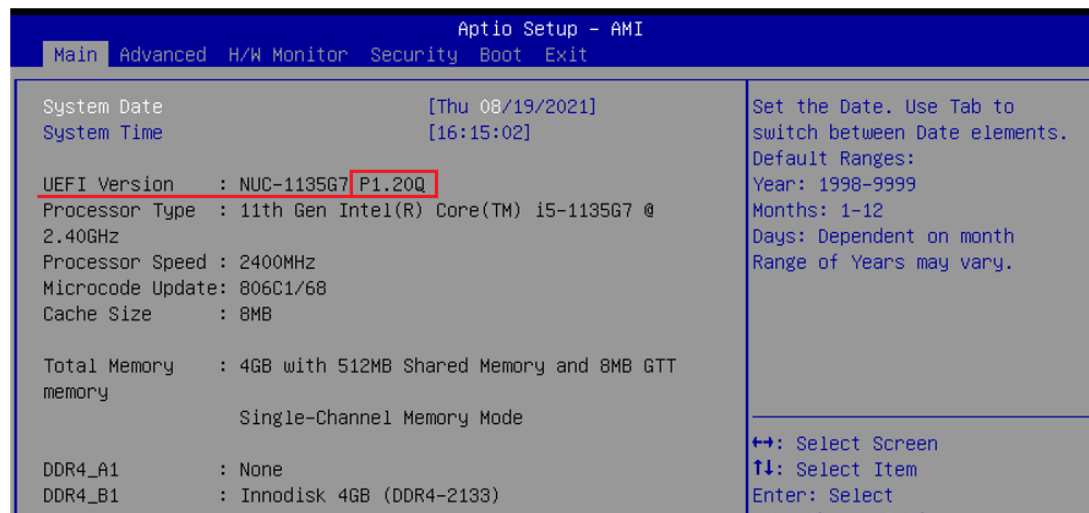 Aptio Setup – AMI
Main Advanced H/W Monitor Security Boot Exit
System Date [Thu 08/19/2021]
System Time [16:15:02]
UEFI Version : NUC-1135G7 P1.20Q
Processor Type : 11th Gen Intel(R) Core(TM) i5-1135G7 @
2.40GHz
Processor Speed : 2400MHz
Microcode Update: 806C1/68
Cache Size : 8MB
Total Memory : 4GB with 512MB Shared Memory and 8MB GTT
memory
Single-Channel Memory Mode
DDR4_A1 : None
DDR4_B1 : Innodisk 4GB (DDR4-2133)
Set the Date. Use Tab to
switch between Date elements.
Default Ranges:
Year: 1998-9999
Months: 1-12
Days: Dependent on month
Range of Years may vary.
↔: Select Screen
↑↓: Select Item
Enter: Select